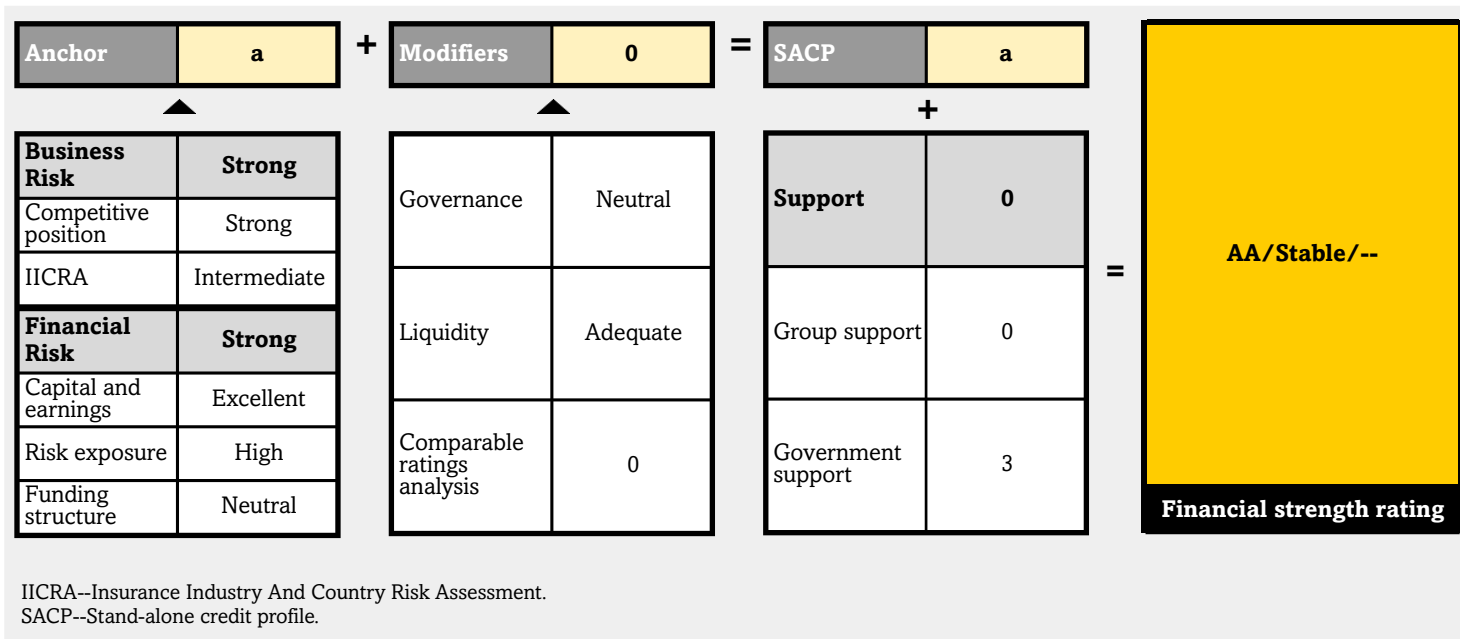 Anchor a + Modifiers 0 = SACP a
+
Business
Risk
Strong
Competitive
position
Strong
IICRA Intermediate
Financial
Risk
Strong
Capital and
earnings
Excellent
Risk exposure High
Funding
structure
Neutral
Governance Neutral
Liquidity Adequate
Comparable
ratings
analysis
0
Support 0
Group support 0
Government
support
3
=
AA/Stable/--
Financial strength rating
IICRA--Insurance Industry And Country Risk Assessment.
SACP--Stand-alone credit profile.